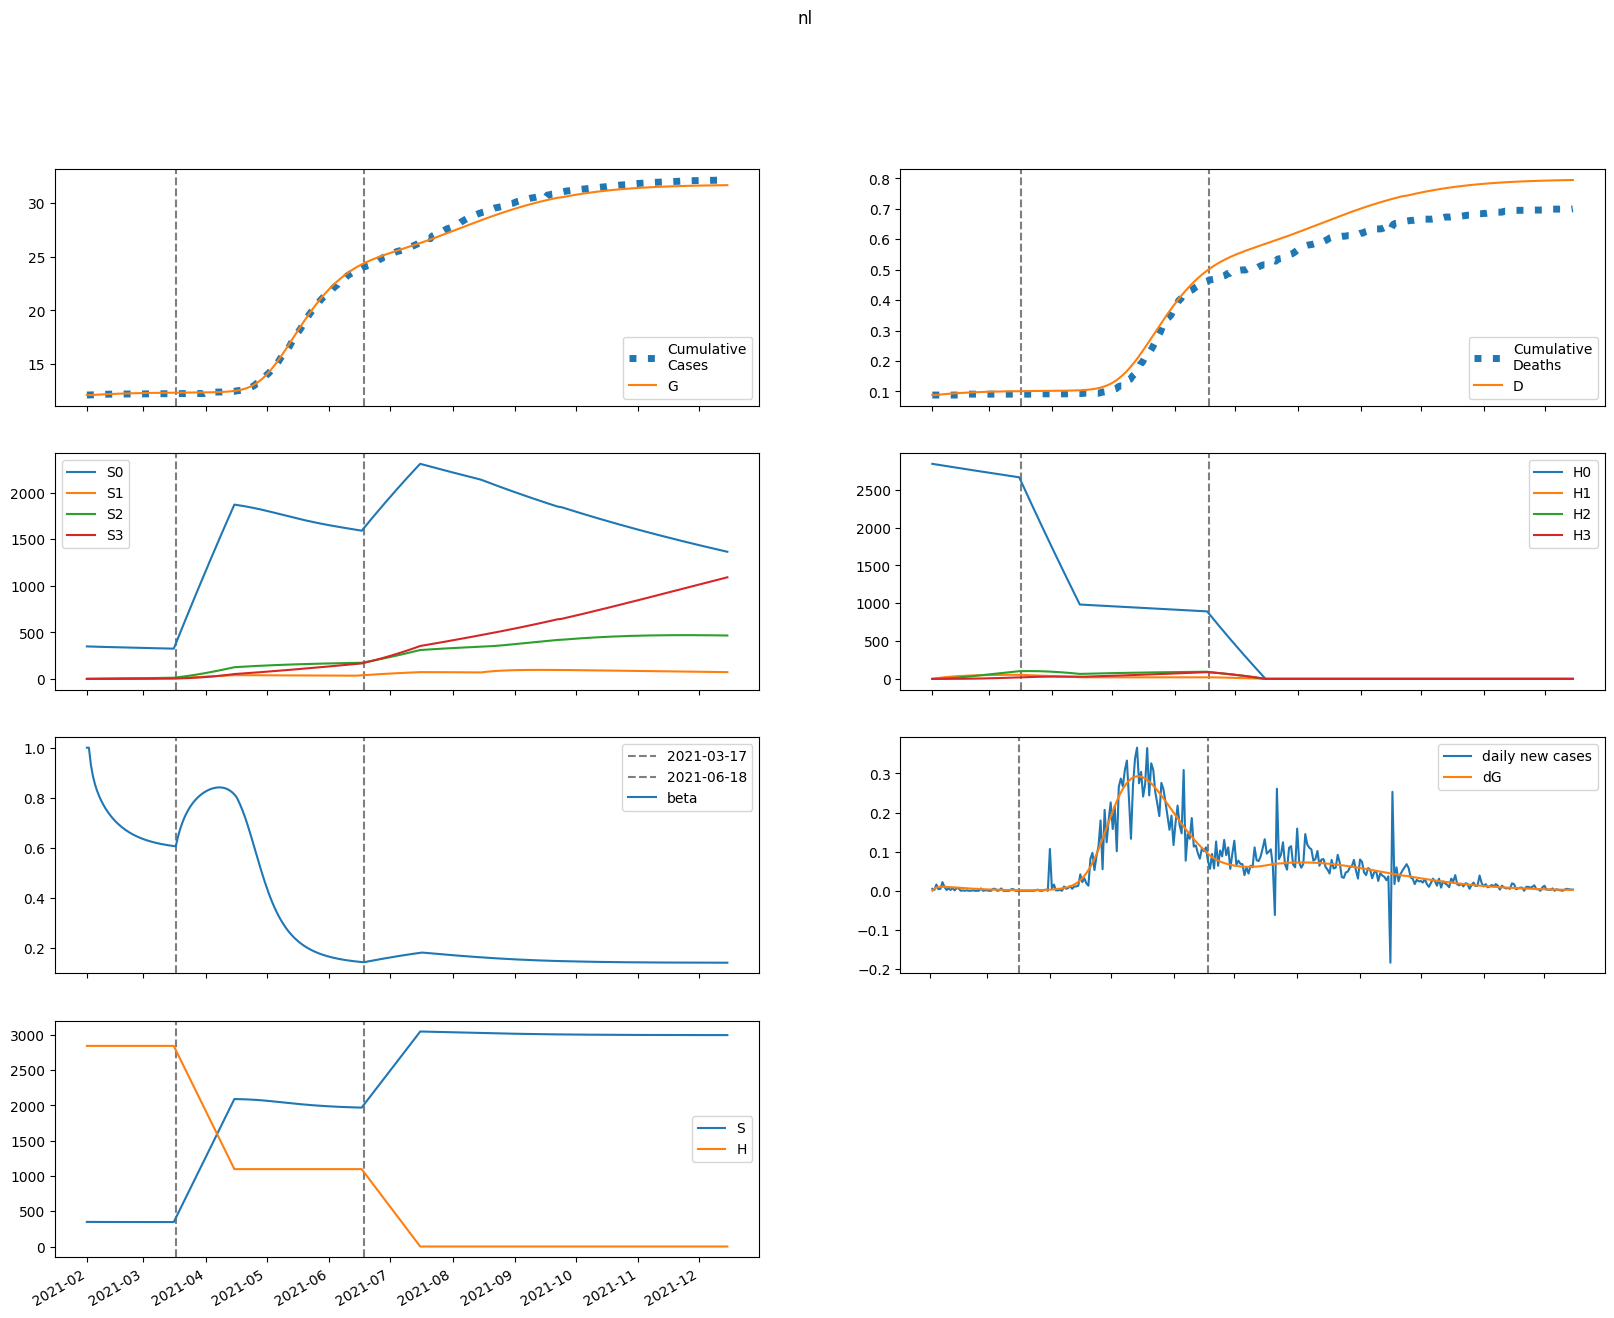 nl
30
25
20
15
Cumulative
Cases
G
0.8
0.7
0.6
0.5
0.4
0.3
0.2
0.1
Cumulative
Deaths
D
2000
1500
1000
500
0
S0
S1
S2
S3
2500
2000
1500
1000
500
0
H0
H1
H2
H3
1.0
0.8
0.6
0.4
0.2
2021-03-17
2021-06-18
beta
0.3
0.2
0.1
0.0
−0.1
−0.2
daily new cases
dG
3000
2500
2000
1500
1000
500
0
S
H
2021-02
2021-03
2021-04
2021-05
2021-06
2021-07
2021-08
2021-09
2021-10
2021-11
2021-12